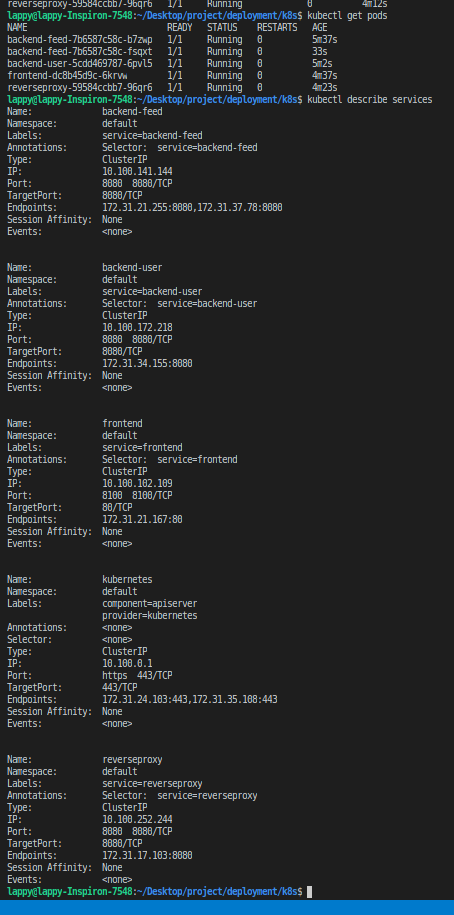 reverseproxy-59584ccbb7-96qr6   1/1     Running             0          4m12s
lappy@lappy-Inspiron-7548:~/Desktop/project/deployment/k8s$ kubectl get pods
NAME                            READY   STATUS    RESTARTS   AGE
backend-feed-7b6587c58c-b7zwp   1/1     Running   0          5m37s
backend-feed-7b6587c58c-fsqxt   1/1     Running   0          33s
backend-user-5cdd469787-6pvl5   1/1     Running   0          5m2s
frontend-dc8b45d9c-6krvw        1/1     Running   0          4m37s
reverseproxy-59584ccbb7-96qr6   1/1     Running   0          4m23s
lappy@lappy-Inspiron-7548:~/Desktop/project/deployment/k8s$ kubectl describe services
Name:              backend-feed
Namespace:         default
Labels:            service=backend-feed
Annotations:       Selector:  service=backend-feed
Type:              ClusterIP
IP:                10.100.141.144
Port:              8080  8080/TCP
TargetPort:        8080/TCP
Endpoints:         172.31.21.255:8080,172.31.37.78:8080
Session Affinity:  None
Events:            <none>
Name:              backend-user
Namespace:         default
Labels:            service=backend-user
Annotations:       Selector:  service=backend-user
Type:              ClusterIP
IP:                10.100.172.218
Port:              8080  8080/TCP
TargetPort:        8080/TCP
Endpoints:         172.31.34.155:8080
Session Affinity:  None
Events:            <none>
Name:              frontend
Namespace:         default
Labels:            service=frontend
Annotations:       Selector:  service=frontend
Type:              ClusterIP
IP:                10.100.102.109
Port:              8100  8100/TCP
TargetPort:        80/TCP
Endpoints:         172.31.21.167:80
Session Affinity:  None
Events:            <none>
Name:              kubernetes
Namespace:         default
Labels:            component=apiserver
                   provider=kubernetes
Annotations:       <none>
Selector:          <none>
Type:              ClusterIP
IP:                10.100.0.1
Port:              https  443/TCP
TargetPort:        443/TCP
Endpoints:         172.31.24.103:443,172.31.35.108:443
Session Affinity:  None
Events:            <none>
Name:              reverseproxy
Namespace:         default
Labels:            service=reverseproxy
Annotations:       Selector:  service=reverseproxy
Type:              ClusterIP
IP:                10.100.252.244
Port:              8080  8080/TCP
TargetPort:        8080/TCP
Endpoints:         172.31.17.103:8080
Session Affinity:  None
Events:            <none>
lappy@lappy-Inspiron-7548:~/Desktop/project/deployment/k8s$